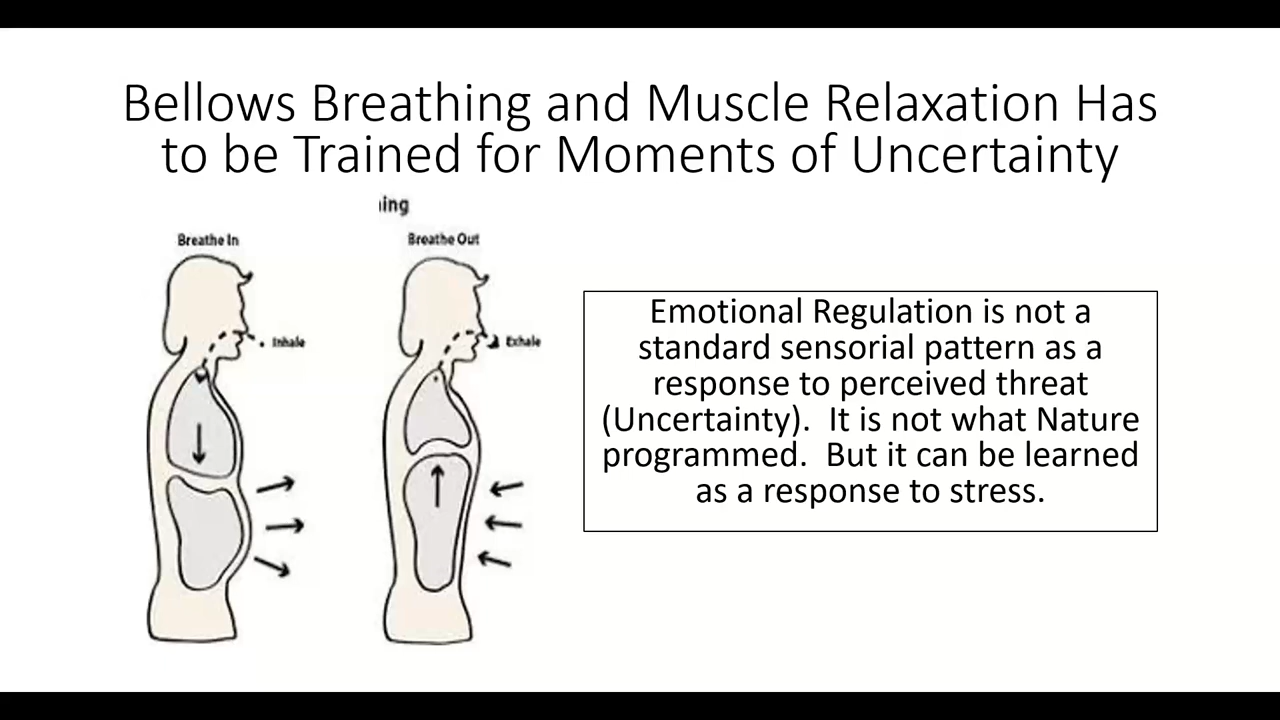 Bellows Breathing and Muscle Relaxation Has
to be Trained for Moments of Uncertainty
ing
Breathe In
Breathe Out
Inhale
Exhale
Emotional Regulation is not a
standard sensorial pattern as a
response to perceived threat
(Uncertainty).  It is not what Nature
programmed.  But it can be learned
as a response to stress.